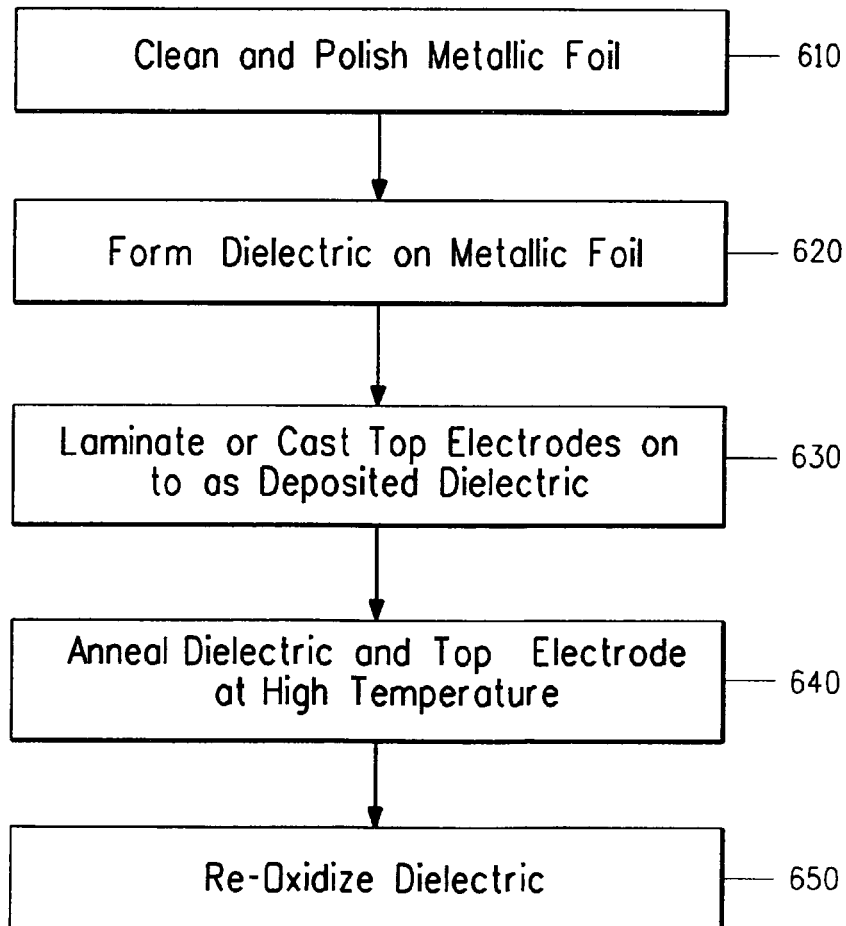 Clean and Polish Metallic Foil
610
Form Dielectric on Metallic Foil
620
Laminate or Cast Top Electrodes on
to as Deposited Dielectric
630
Anneal Dielectric and Top Electrode
at High Temperature
640
Re-Oxidize Dielectric
650